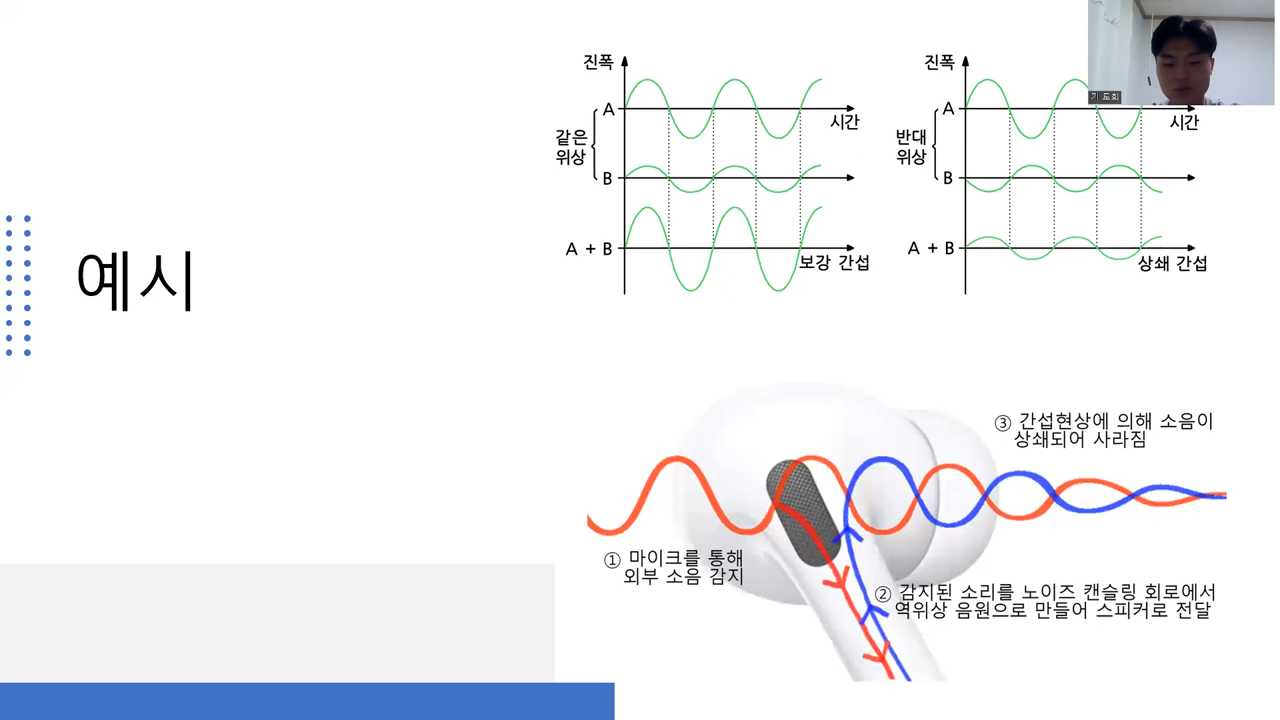 예시
진폭
A
같은
위상
시간
B
A + B
보강 간섭
진폭
A
반대
위상
시간
B
A + B
상쇄 간섭
③ 간섭현상에 의해 소음이
상쇄되어 사라짐
① 마이크를 통해
외부 소음 감지
② 감지된 소리를 노이즈 캔슬링 회로에서
역위상 음원으로 만들어 스피커로 전달